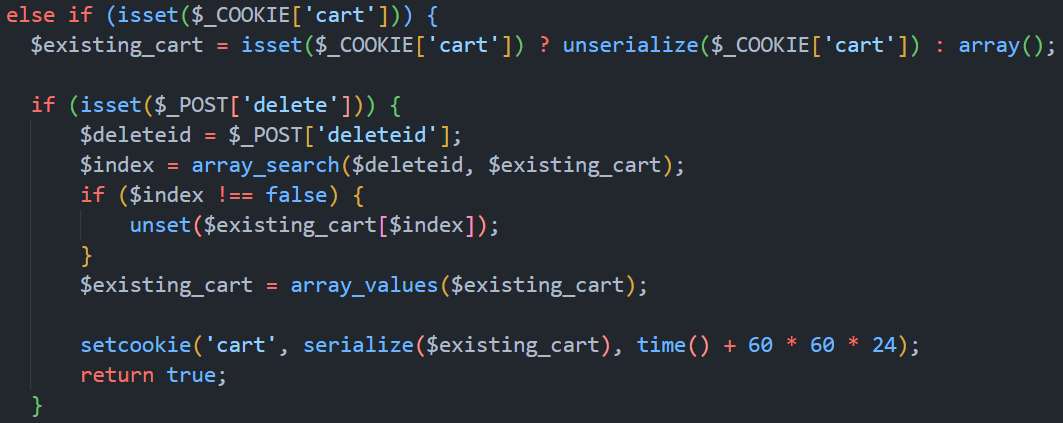 else if (isset($_COOKIE['cart'])) {
  $existing_cart = isset($_COOKIE['cart']) ? unserialize($_COOKIE['cart']) : array();

  if (isset($_POST['delete'])) {
      $deleteid = $_POST['deleteid'];
      $index = array_search($deleteid, $existing_cart);
      if ($index !== false) {
          unset($existing_cart[$index]);
      }
      $existing_cart = array_values($existing_cart);

      setcookie('cart', serialize($existing_cart), time() + 60 * 60 * 24);
      return true;
  }